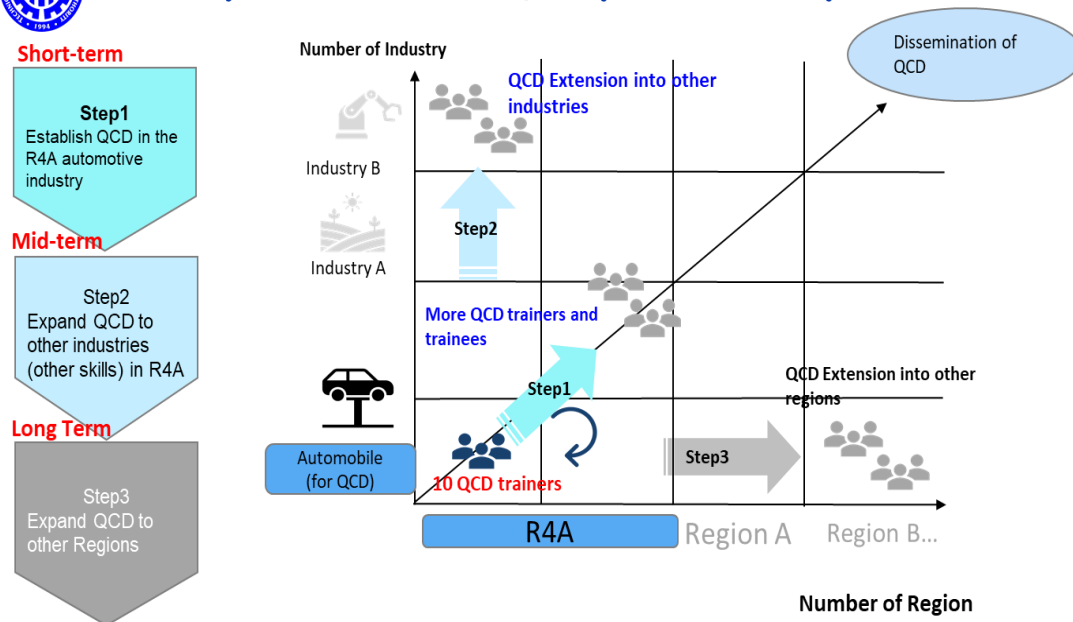 TECHNIC
HORITY
• 1994 •
Short-term
Step1
Establish QCD in the
R4A automotive
industry
Mid-term
Step2
Expand QCD to
other industries
(other skills) in R4A
Long Term
Step3
Expand QCD to
other Regions
Number of Industry
Industry B
Industry A
Automobile
(for QCD)
QCD Extension into other
industries
Step2
More QCD trainers and
trainees
Step1
10 QCD trainers
QCD Extension into other
regions
Step3
Dissemination of
QCD
R4A
Region A
Region B...
Number of Region